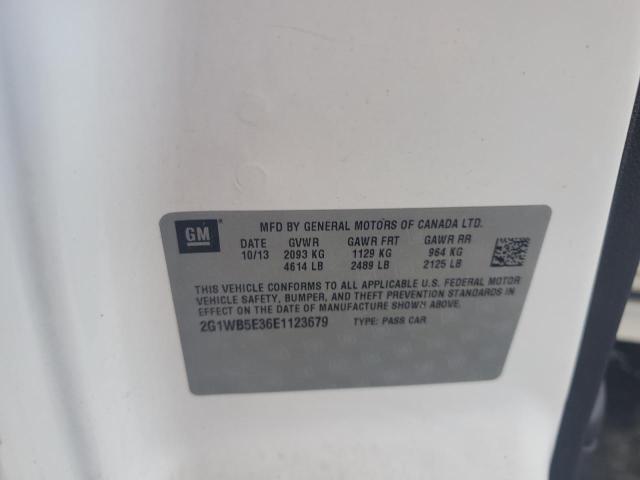 GM
MFD BY GENERAL MOTORS OF CANADA LTD.
10/13 GVWR GAWR FRT GAWR RR
2093 KG 1129 KG 964 KG
4614 LB 2489 LB 2125 LB
THIS VEHICLE CONFORMS TO ALL APPLICABLE U.S. FEDERAL MOTOR
VEHICLE SAFETY, BUMPER, AND THEFT PREVENTION STANDARDS
IN EFFECT ON THE DATE OF MANUFACTURE SHOWN ABOVE.
2G1WB5E36E1123679 TYPE: PASS CAR